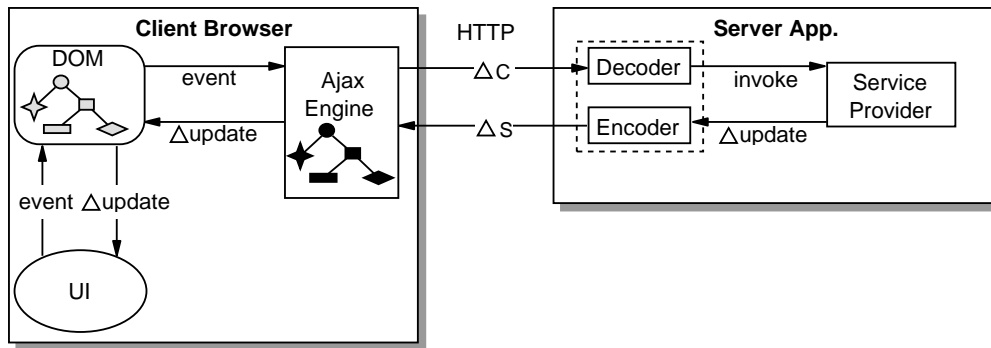 Client Browser
HTTP
Server App.
DOM
event
Ajax
Engine
△C
Decoder
invoke
Service
Provider
△update
△S
Encoder
△update
event △update
UI